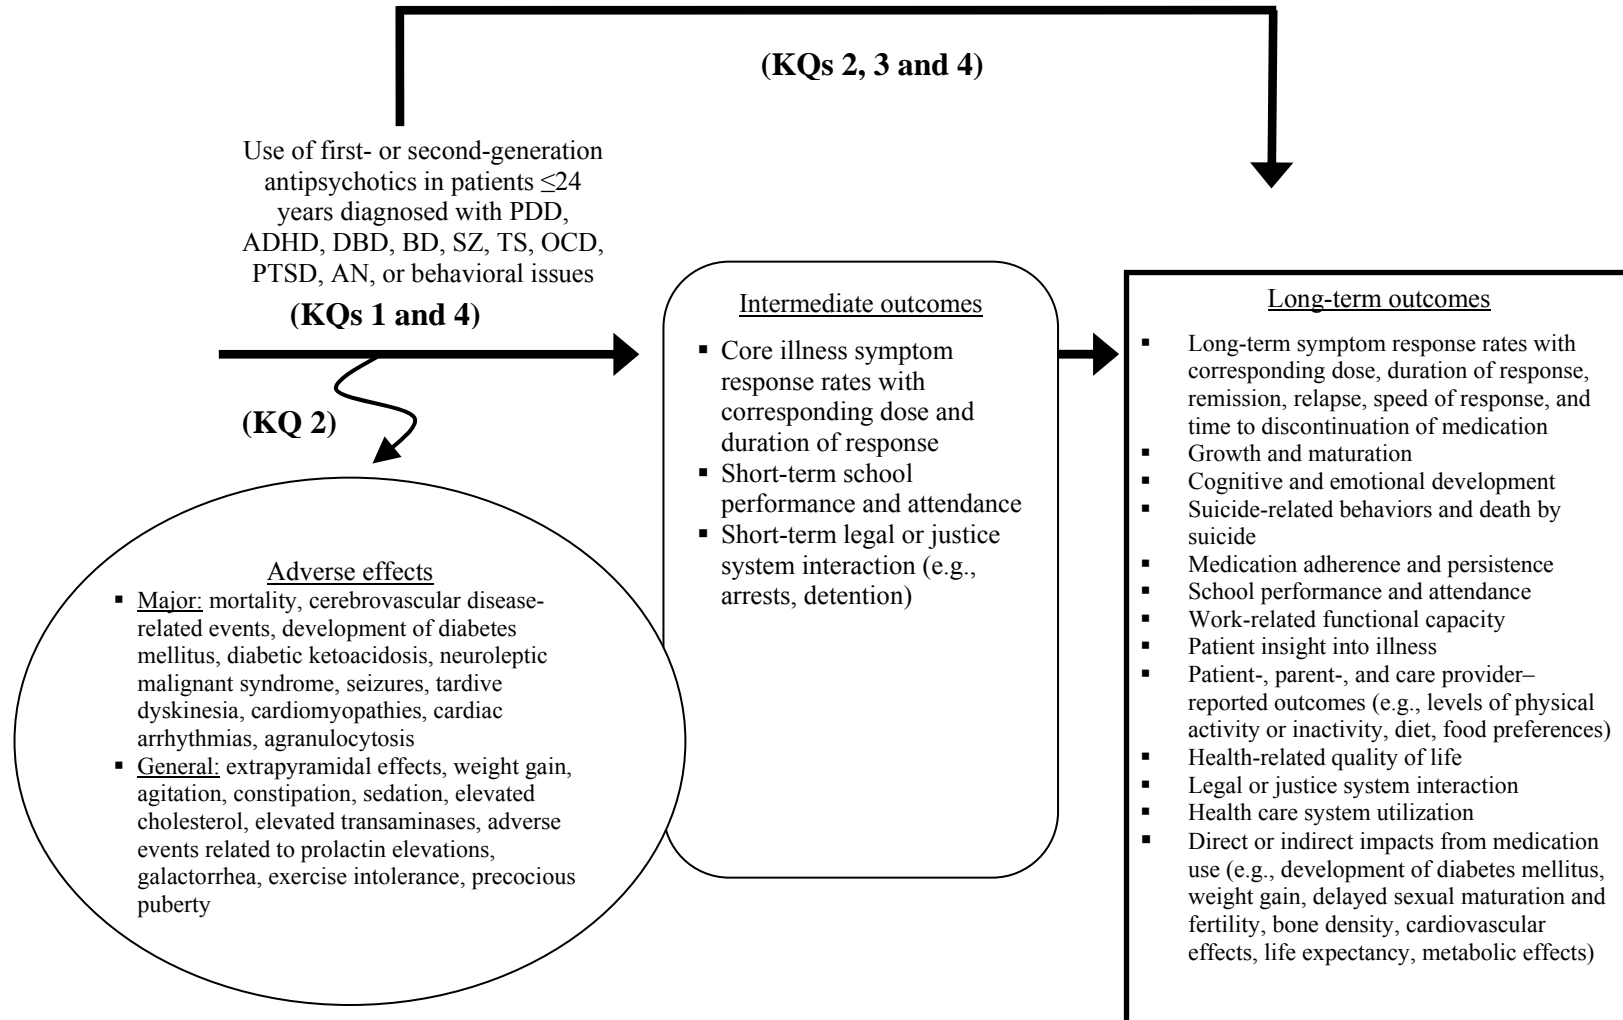 (KQs 2, 3 and 4)
Use of first- or second-generation
antipsychotics in patients ≤24
years diagnosed with PDD,
ADHD, DBD, BD, SZ, TS, OCD,
PTSD, AN, or behavioral issues
(KQs 1 and 4)
(KQ 2)
Adverse effects
▪ Major: mortality, cerebrovascular disease-
related events, development of diabetes
mellitus, diabetic ketoacidosis, neuroleptic
malignant syndrome, seizures, tardive
dyskinesia, cardiomyopathies, cardiac
arrhythmias, agranulocytosis
▪ General: extrapyramidal effects, weight gain,
agitation, constipation, sedation, elevated
cholesterol, elevated transaminases, adverse
events related to prolactin elevations,
galactorrhea, exercise intolerance, precocious
puberty
Intermediate outcomes
▪ Core illness symptom
response rates with
corresponding dose and
duration of response
▪ Short-term school
performance and attendance
▪ Short-term legal or justice
system interaction (e.g.,
arrests, detention)
Long-term outcomes
▪ Long-term symptom response rates with
corresponding dose, duration of response,
remission, relapse, speed of response, and
time to discontinuation of medication
▪ Growth and maturation
▪ Cognitive and emotional development
▪ Suicide-related behaviors and death by
suicide
▪ Medication adherence and persistence
▪ School performance and attendance
▪ Work-related functional capacity
▪ Patient insight into illness
▪ Patient-, parent-, and care provider–
reported outcomes (e.g., levels of physical
activity or inactivity, diet, food preferences)
▪ Health-related quality of life
▪ Legal or justice system interaction
▪ Health care system utilization
▪ Direct or indirect impacts from medication
use (e.g., development of diabetes mellitus,
weight gain, delayed sexual maturation and
fertility, bone density, cardiovascular
effects, life expectancy, metabolic effects)